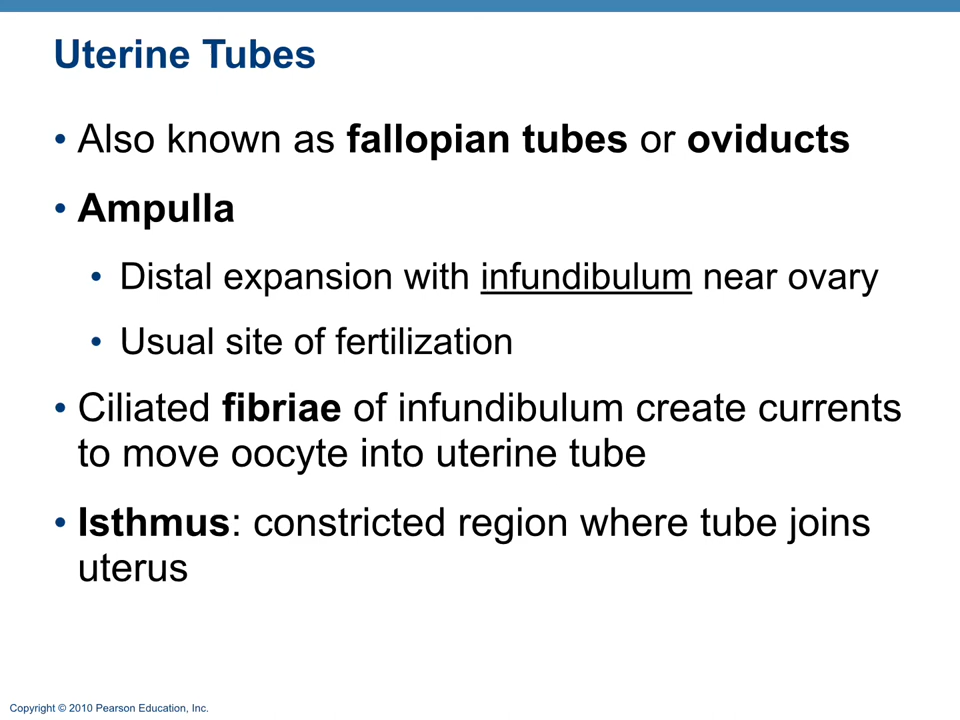 Uterine Tubes
• Also known as fallopian tubes or oviducts
• Ampulla
• Distal expansion with infundibulum near ovary
• Usual site of fertilization
• Ciliated fibriae of infundibulum create currents
to move oocyte into uterine tube
• Isthmus: constricted region where tube joins
uterus
Copyright © 2010 Pearson Education, Inc.